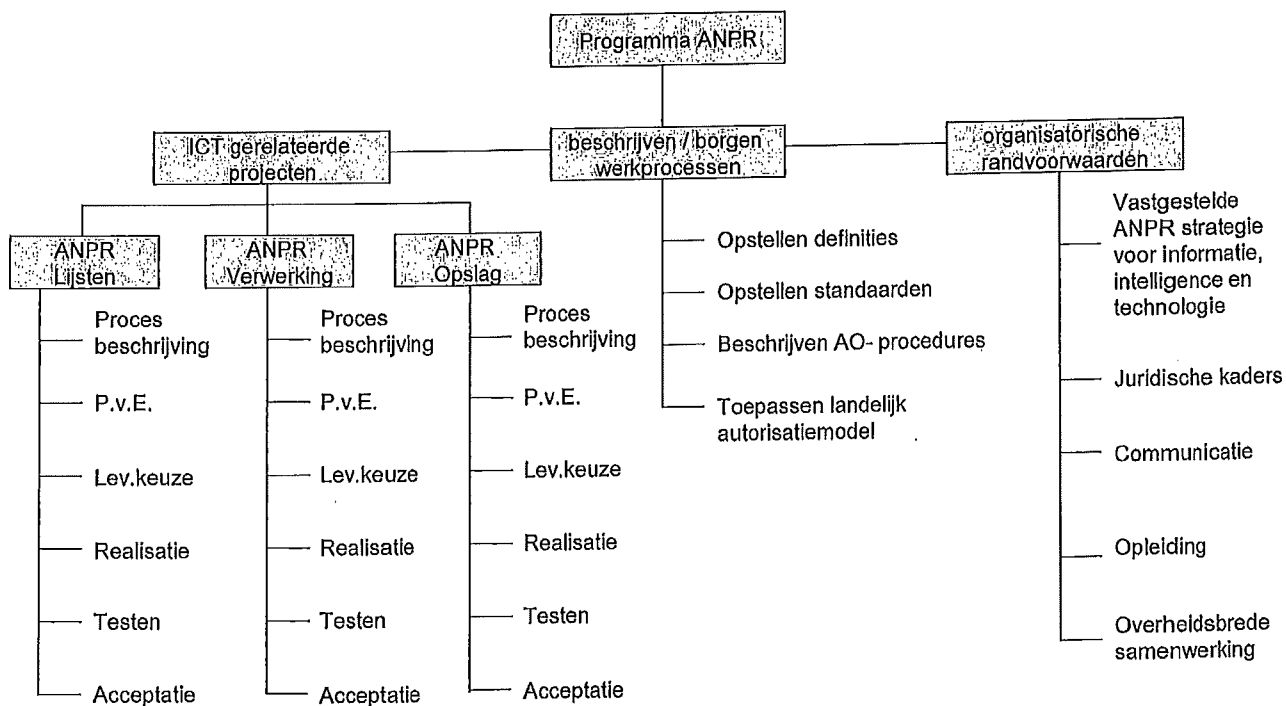 Programma ANPR
ICT gerelateerde
projecten
beschrijven / borgen
werkprocessen
organisatorische
randvoorwaarden
ANPR
Lijsten
Proces
beschrijving
P.v.E.
Lev.keuze
Realisatie
Testen
Acceptatie
ANPR
Verwerking
Proces
beschrijving
P.v.E.
Lev.keuze
Realisatie
Testen
Acceptatie
ANPR
Opslag
Proces
beschrijving
P.v.E.
Lev.keuze
Realisatie
Testen
Acceptatie
Opstellen definities
Opstellen standaarden
Beschrijven AO- procedures
Toepassen landelijk
autorisatiemodel
Vastgestelde
ANPR strategie
voor informatie,
intelligence en
technologie
Juridische kaders
Communicatie
Opleiding
Overheidsbrede
samenwerking